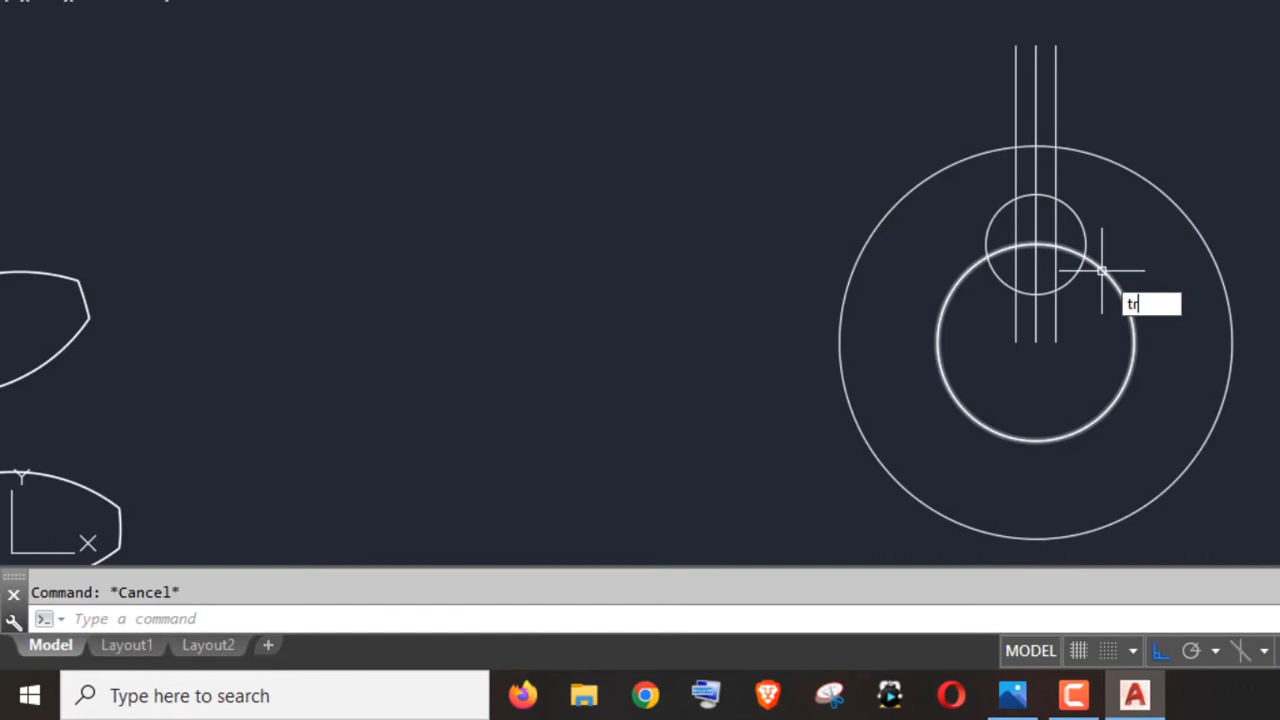 tr
Y
X
Command: *Cancel*
Type a command
Model Layout1 Layout2 +
MODEL
Type here to search
A